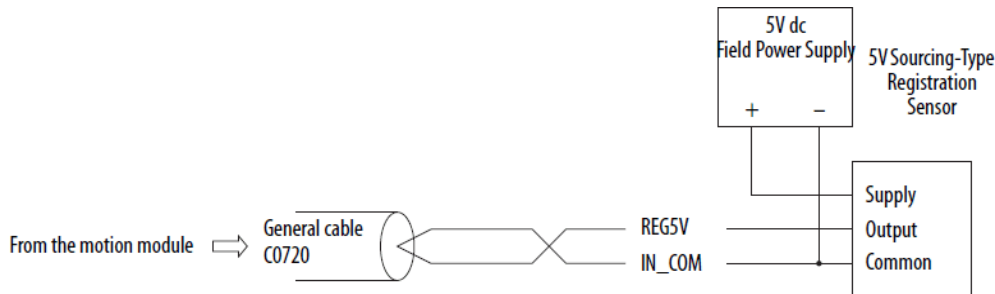 5V dc
Field Power Supply
+ –
5V Sourcing-Type
Registration
Sensor
Supply
Output
Common
REG5V
IN_COM
General cable
C0720
From the motion module